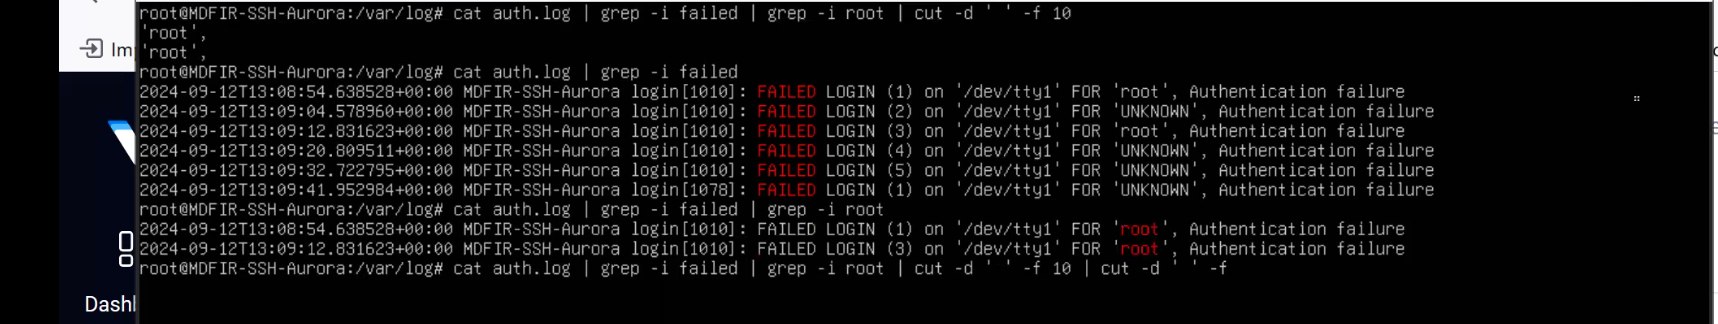 root@MDFIR-SSH-Aurora:/var/log# cat auth.log | grep -i failed | grep -i root | cut -d ' ' -f 10
'root',
Im
'root',
root@MDFIR-SSH-Aurora:/var/log# cat auth.log | grep -i failed
2024-09-12T13:08:54.638528+00:00 MDFIR-SSH-Aurora login[1010]: FAILED LOGIN (1) on '/dev/tty1' FOR 'root', Authentication failure
2024-09-12T13:09:04.578960+00:00 MDFIR-SSH-Aurora login[1010]: FAILED LOGIN (2) on '/dev/tty1' FOR 'UNKNOWN', Authentication failure
2024-09-12T13:09:12.831623+00:00 MDFIR-SSH-Aurora login[1010]: FAILED LOGIN (3) on '/dev/tty1' FOR 'root', Authentication failure
2024-09-12T13:09:20.809511+00:00 MDFIR-SSH-Aurora login[1010]: FAILED LOGIN (4) on '/dev/tty1' FOR 'UNKNOWN', Authentication failure
2024-09-12T13:09:32.722795+00:00 MDFIR-SSH-Aurora login[1010]: FAILED LOGIN (5) on '/dev/tty1' FOR 'UNKNOWN', Authentication failure
2024-09-12T13:09:41.952984+00:00 MDFIR-SSH-Aurora login[1078]: FAILED LOGIN (1) on '/dev/tty1' FOR 'UNKNOWN', Authentication failure
root@MDFIR-SSH-Aurora:/var/log# cat auth.log | grep -i failed | grep -i root
2024-09-12T13:08:54.638528+00:00 MDFIR-SSH-Aurora login[1010]: FAILED LOGIN (1) on '/dev/tty1' FOR 'root', Authentication failure
2024-09-12T13:09:12.831623+00:00 MDFIR-SSH-Aurora login[1010]: FAILED LOGIN (3) on '/dev/tty1' FOR 'root', Authentication failure
root@MDFIR-SSH-Aurora:/var/log# cat auth.log | grep -i failed | grep -i root | cut -d ' ' -f 10 | cut -d ' ' -f
Dash